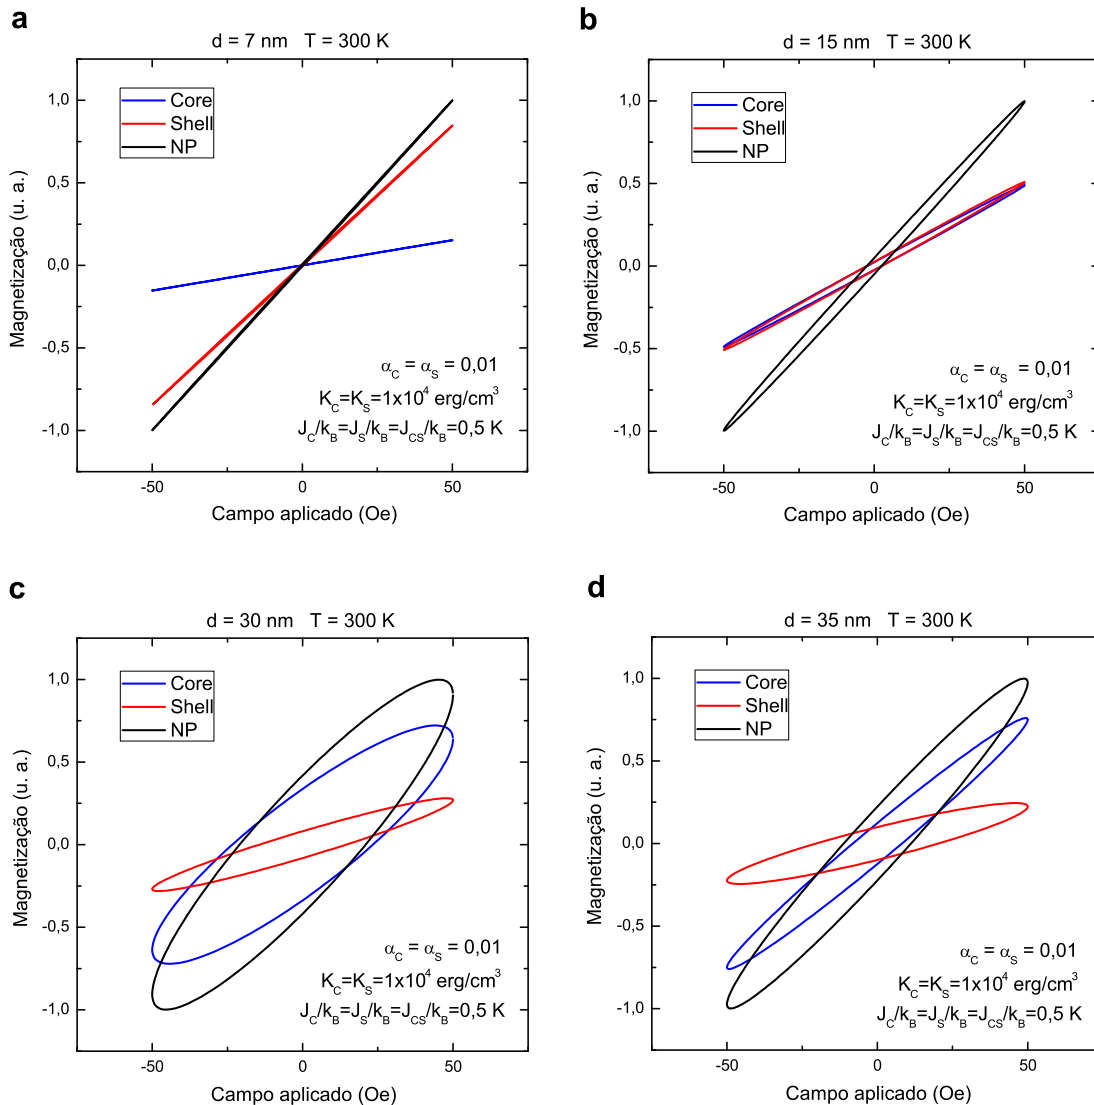 a
d = 7 nm T = 300 K
Core
Shell
NP
1,0
0,5
0,0
-0,5
-1,0
Magnetização (u. a.)
α_C = α_S = 0,01
K_C=K_S=1x10^4 erg/cm^3
J_C/k_B=J_S/k_B=J_CS/k_B=0,5 K
-50
0
50
Campo aplicado (Oe)
b
d = 15 nm T = 300 K
Core
Shell
NP
1,0
0,5
0,0
-0,5
-1,0
Magnetização (u. a.)
α_C = α_S = 0,01
K_C=K_S=1x10^4 erg/cm^3
J_C/k_B=J_S/k_B=J_CS/k_B=0,5 K
-50
0
50
Campo aplicado (Oe)
c
d = 30 nm T = 300 K
Core
Shell
NP
1,0
0,5
0,0
-0,5
-1,0
Magnetização (u. a.)
α_C = α_S = 0,01
K_C=K_S=1x10^4 erg/cm^3
J_C/k_B=J_S/k_B=J_CS/k_B=0,5 K
-50
0
50
Campo aplicado (Oe)
d
d = 35 nm T = 300 K
Core
Shell
NP
1,0
0,5
0,0
-0,5
-1,0
Magnetização (u. a.)
α_C = α_S = 0,01
K_C=K_S=1x10^4 erg/cm^3
J_C/k_B=J_S/k_B=J_CS/k_B=0,5 K
-50
0
50
Campo aplicado (Oe)